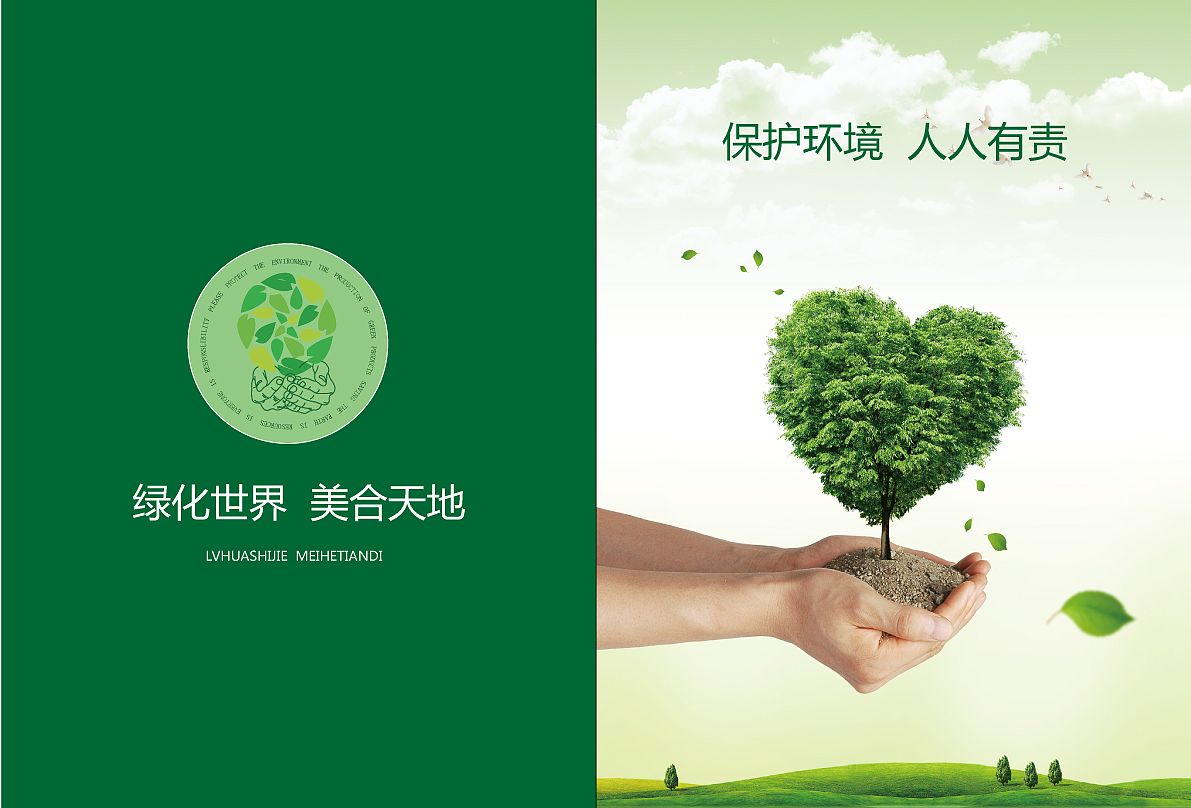 PLEASE PROTECT THE ENVIRONMENT THE PRODUCTION OF GREEN PRODUCTS SAVING THE EARTH IS RESOURCES IS EVERYONE IS RESPONSLIBILITY
绿化世界 美合天地
LVHUASHIJIE MEIHETIANDI
保护环境 人人有责